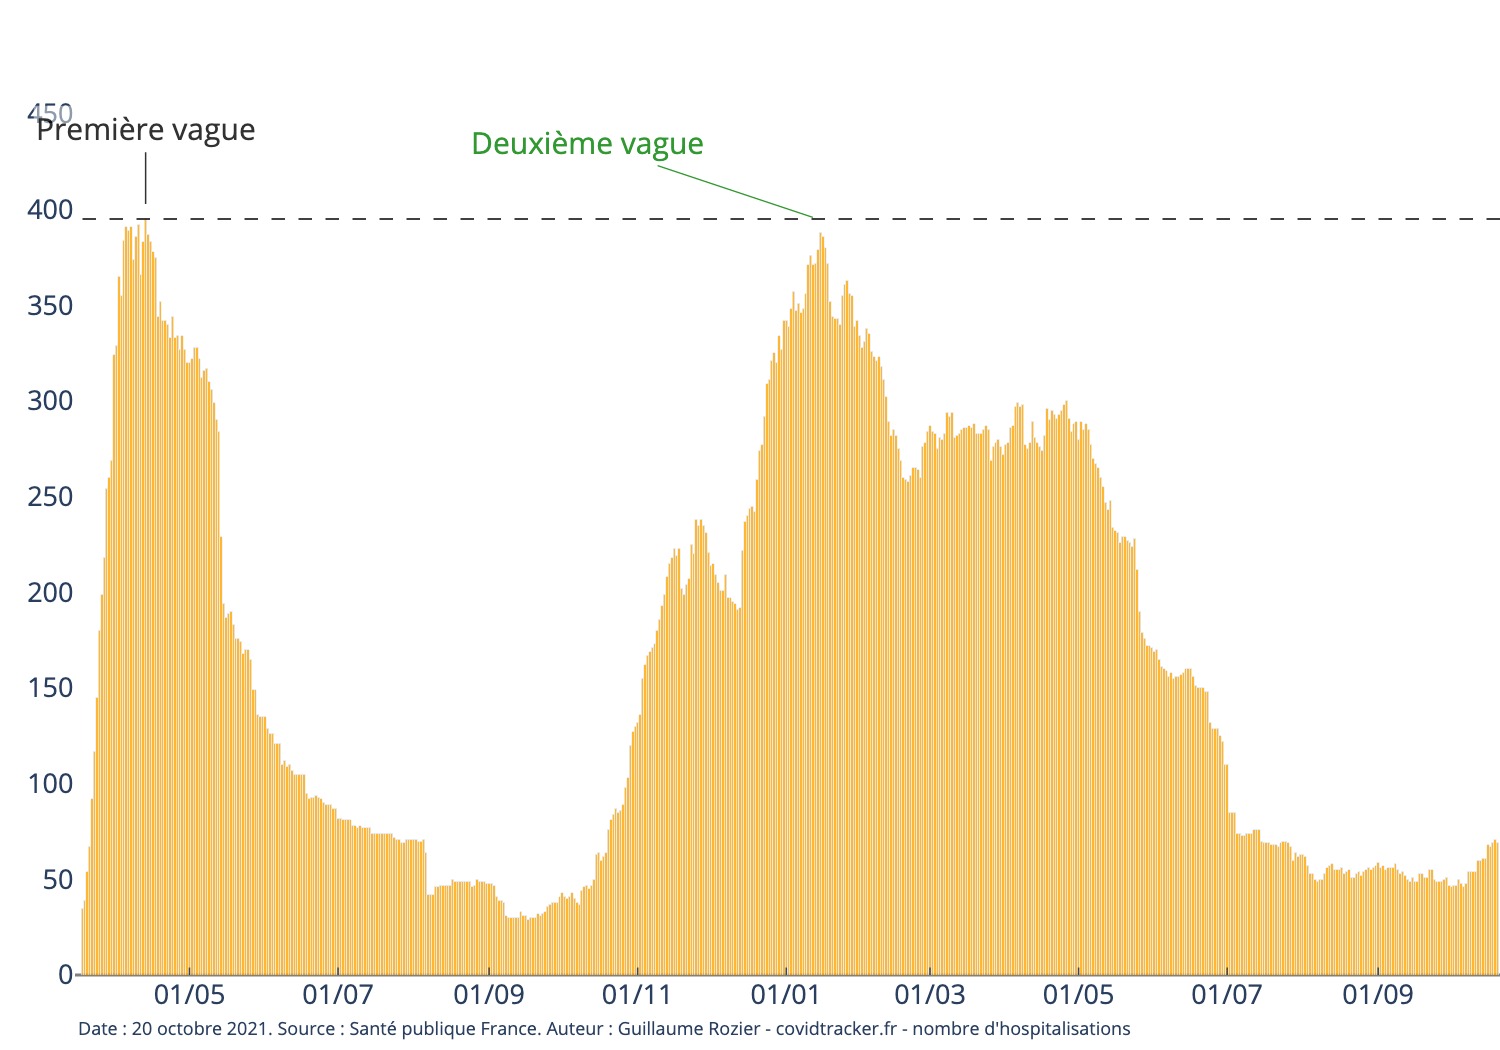 450
Première vague
Deuxième vague
400
350
300
250
200
150
100
50
0
01/05 01/07 01/09 01/11 01/01 01/03 01/05 01/07 01/09
Date : 20 octobre 2021. Source : Santé publique France. Auteur : Guillaume Rozier - covidtracker.fr - nombre d'hospitalisations